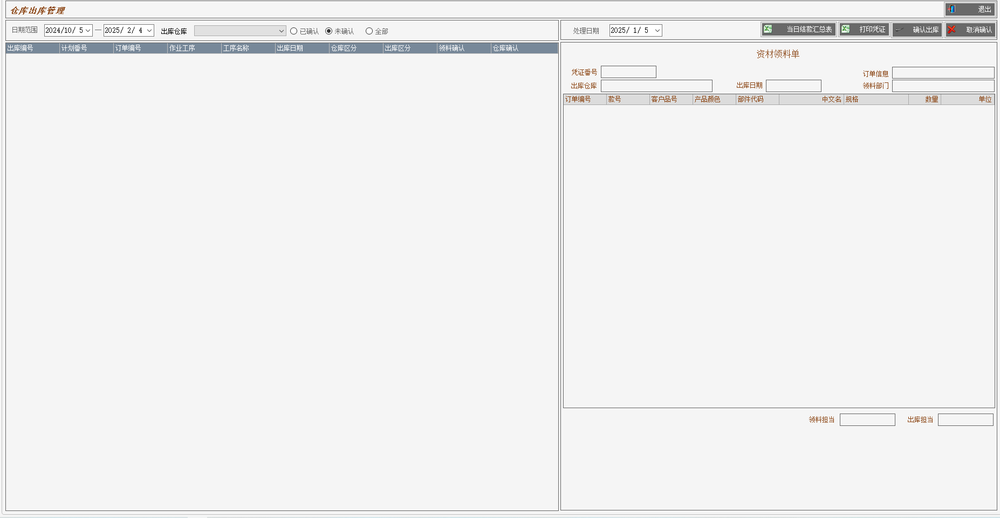 仓库出库管理 退出
日期范围 2024/10/ 5 — 2025/ 2/ 4 出库仓库 已确认 未确认 全部 处理日期 2025/ 1/ 5 当日结款汇总表 打印凭证 确认出库 取消确认
出库编号 计划番号 订单编号 作业工序 工序名称 出库日期 仓库区分 出库区分 领料确认 仓库确认
资材领料单
凭证番号 订单信息
出库仓库 出库日期 领料部门
订单编号 款号 客户品号 产品颜色 部件代码 中文名 规格 数量 单位
领料担当 出库担当